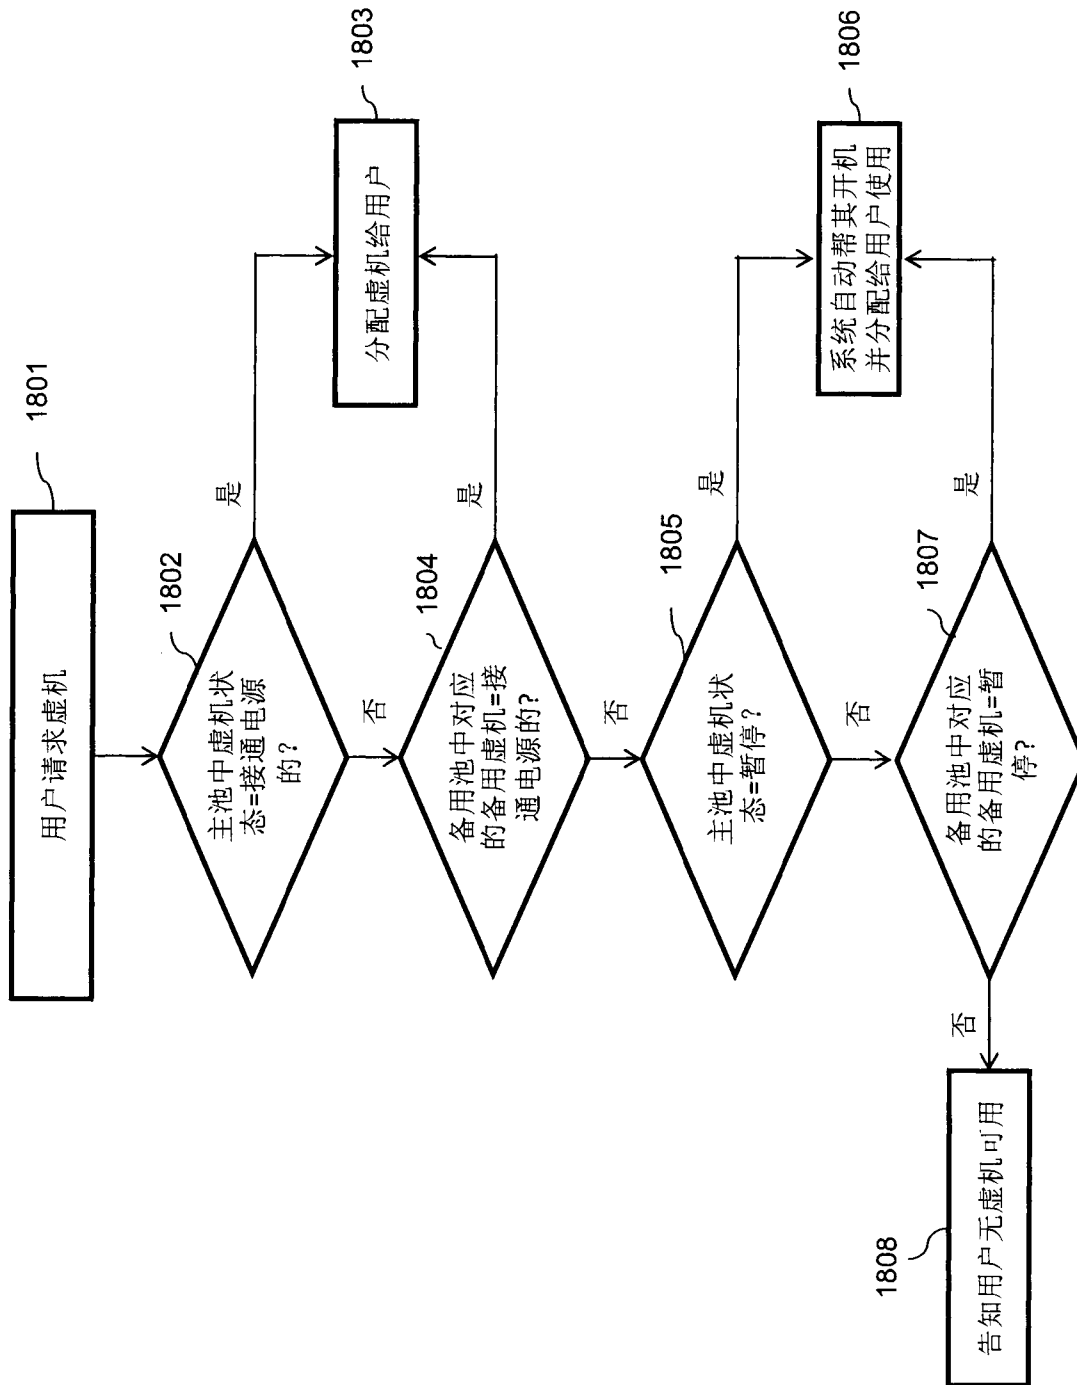 1801
用户请求虚机
1802
主池中虚机状
态=接通电源
的?
是
1803
分配虚机给用户
否
1804
备用池中对应
的备用虚机=接
通电源的?
是
否
1805
主池中虚机状
态=暂停?
是
1806
系统自动帮其开机
并分配给用户使用
否
1807
备用池中对应
的备用虚机=暂
停?
是
否
1808
告知用户无虚机可用